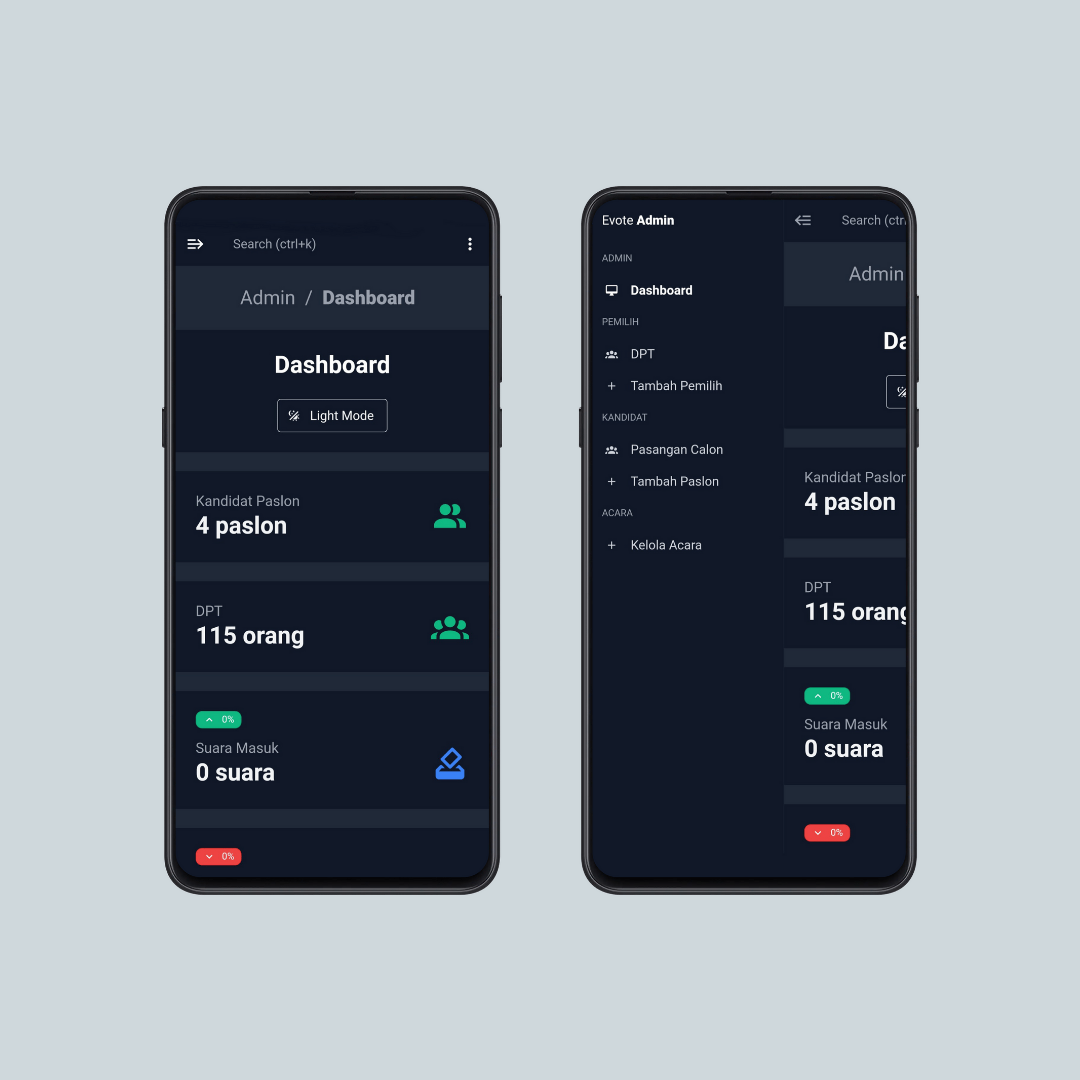 Search (ctrl+k)
Admin / Dashboard
Dashboard
Light Mode
Kandidat Paslon
4 paslon
DPT
115 orang
0%
Suara Masuk
0 suara
0%
Evote Admin
ADMIN
Dashboard
PEMILIH
DPT
Tambah Pemilih
KANDIDAT
Pasangan Calon
Tambah Paslon
ACARA
Kelola Acara
Search (ctr
Admin
Da
Kandidat Paslon
4 paslon
DPT
115 orang
0%
Suara Masuk
0 suara
0%